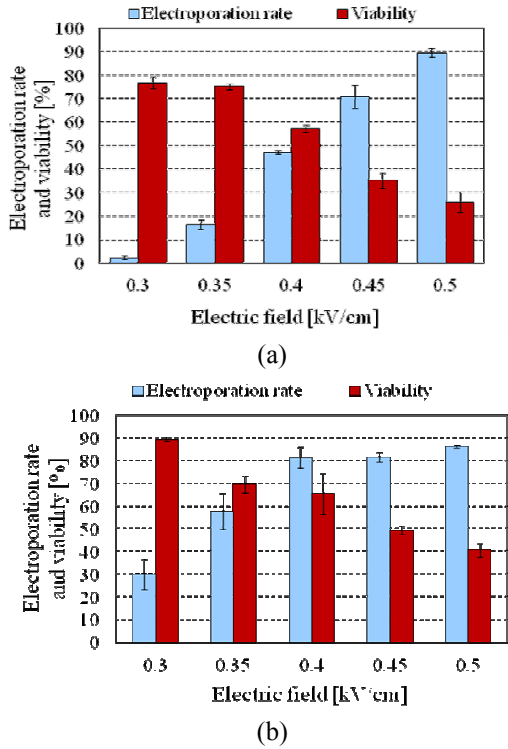 Electroporation rate Viability
100
90
80
70
60
50
40
30
20
10
0
Electroporation rate
and viability [%]
0.3 0.35 0.4 0.45 0.5
Electric field [kV/cm]
(a)
Electroporation rate Viability
100
90
80
70
60
50
40
30
20
10
0
Electroporation rate
and viability [%]
0.3 0.35 0.4 0.45 0.5
Electric field [kV/cm]
(b)